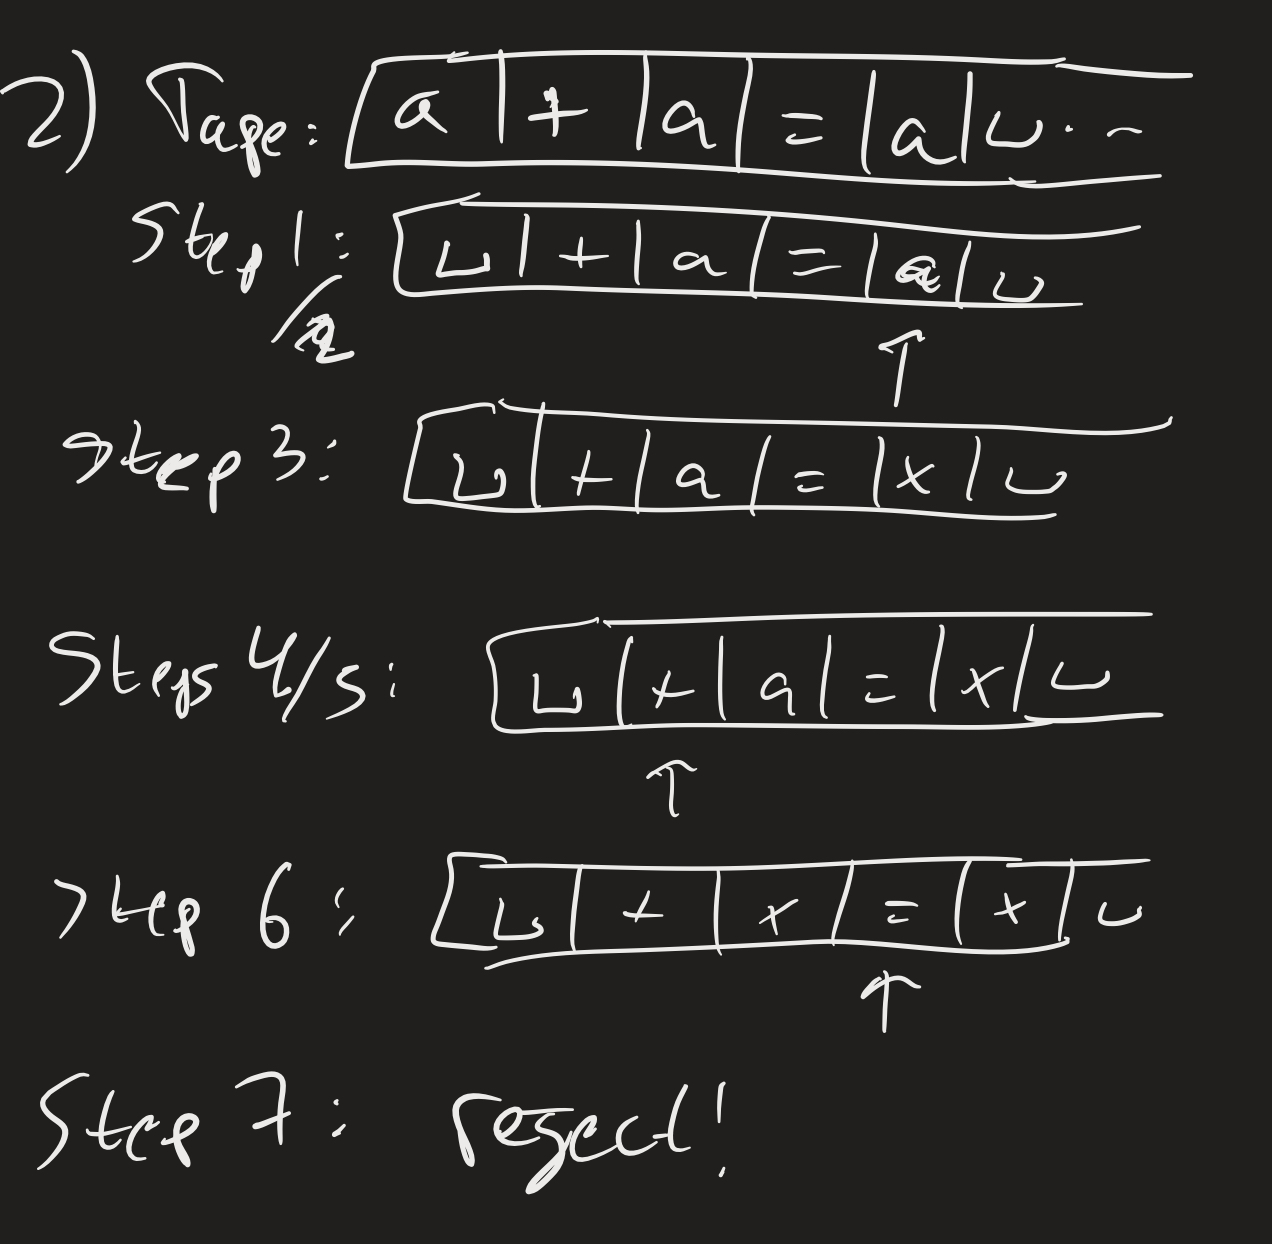 2) Tape: a | + | a | = | a | ⊔ . . -
Step 1: ⊔ | + | a | = | a | ⊔
/2
↑
Step 3: ⊔ | + | a | = | x | ⊔
Steps 4/5: ⊔ | + | a | = | x | ⊔
↑
Step 6: ⊔ | + | x | = | x | ⊔
↑
Step 7: reject!